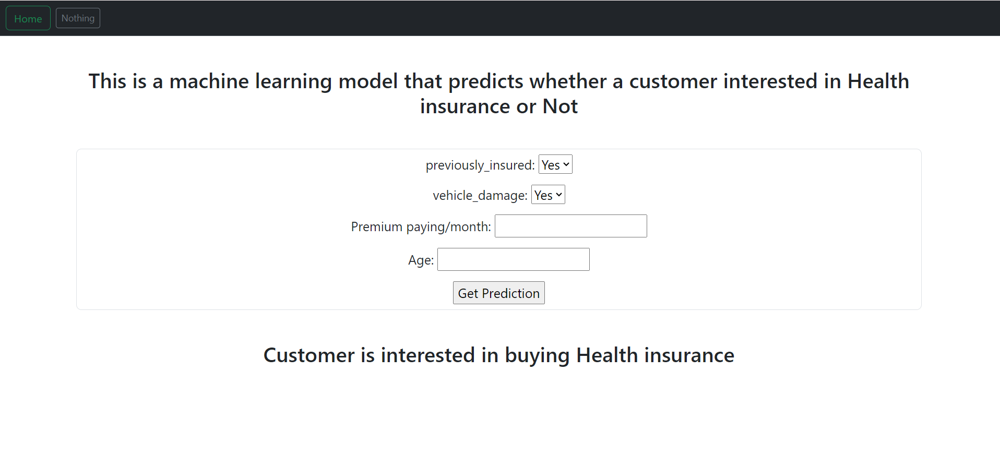 Home Nothing
This is a machine learning model that predicts whether a customer interested in Health
insurance or Not
previously_insured: Yes
vehicle_damage: Yes
Premium paying/month:
Age:
Get Prediction
Customer is interested in buying Health insurance